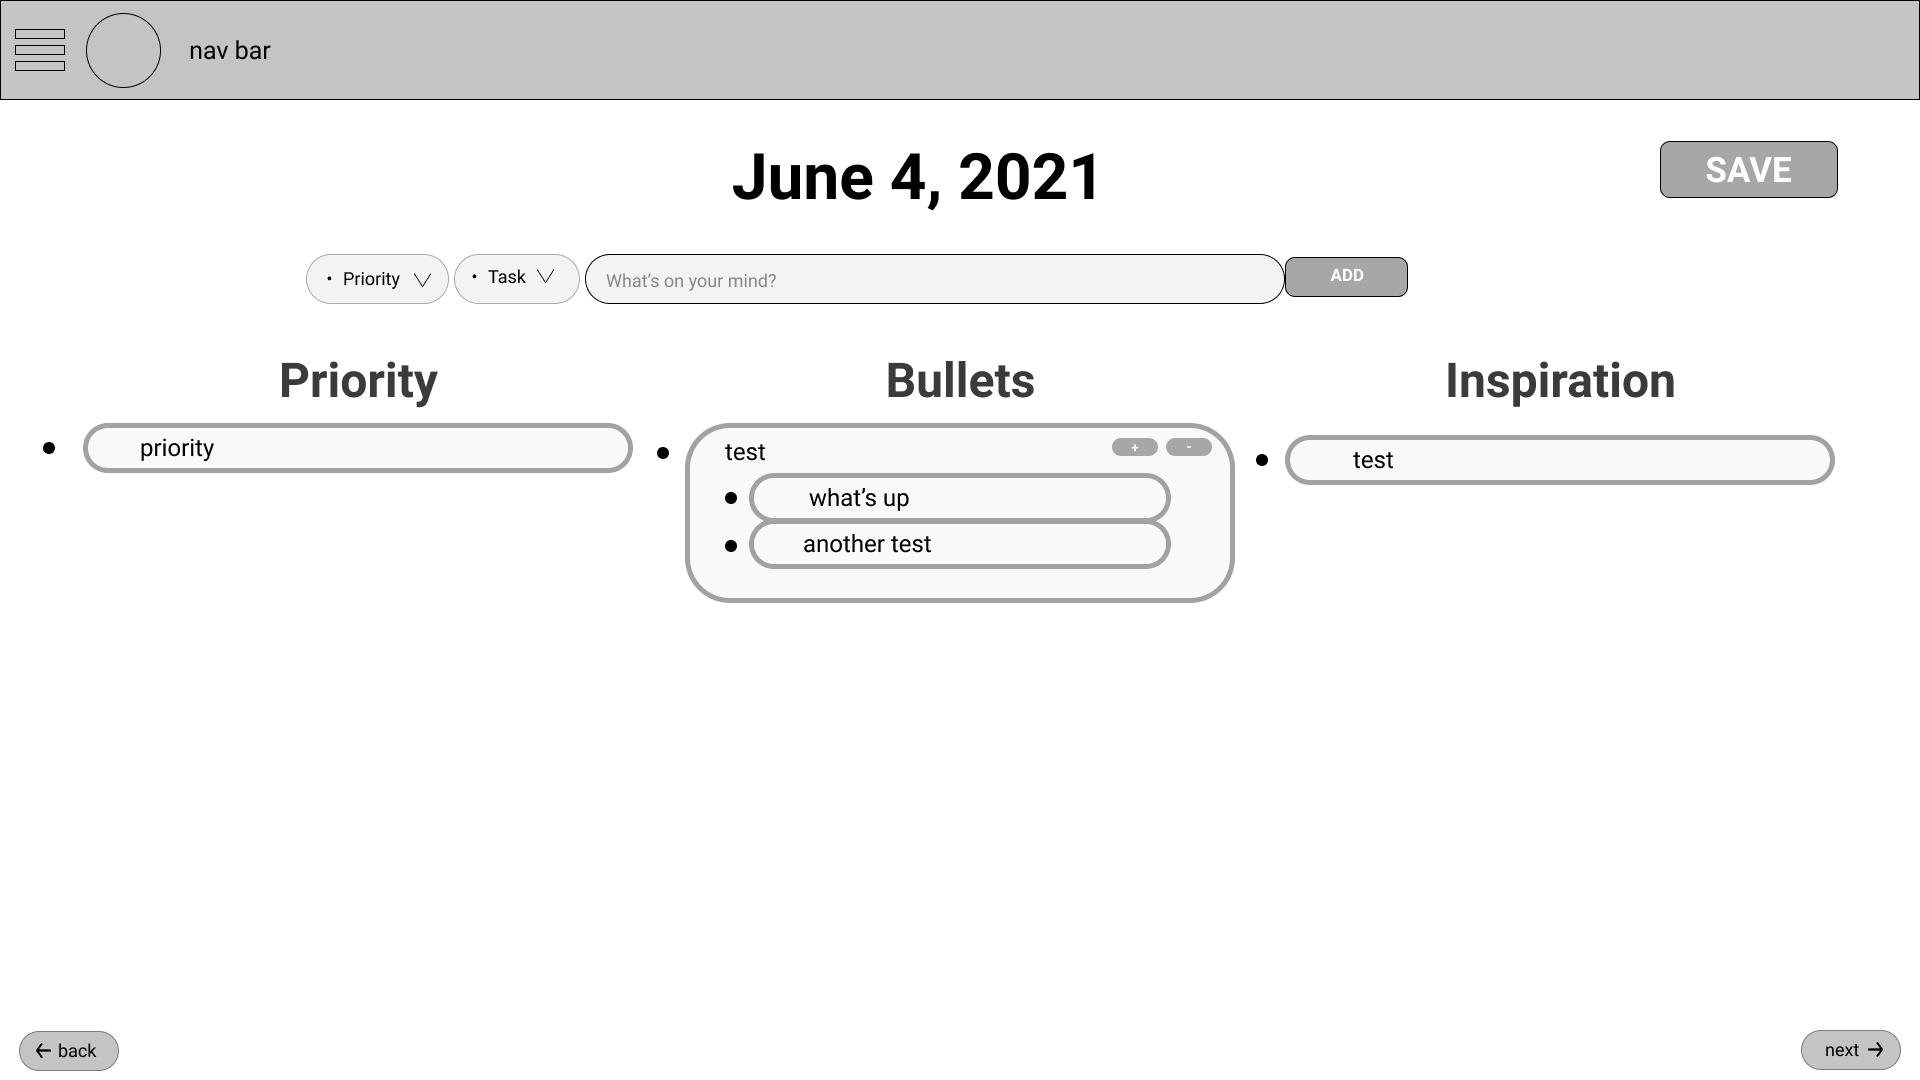 nav bar
June 4, 2021
SAVE
• Priority
• Task
What's on your mind?
ADD
Priority
Bullets
Inspiration
• priority
• test
+
-
• what's up
• another test
• test
← back
next →